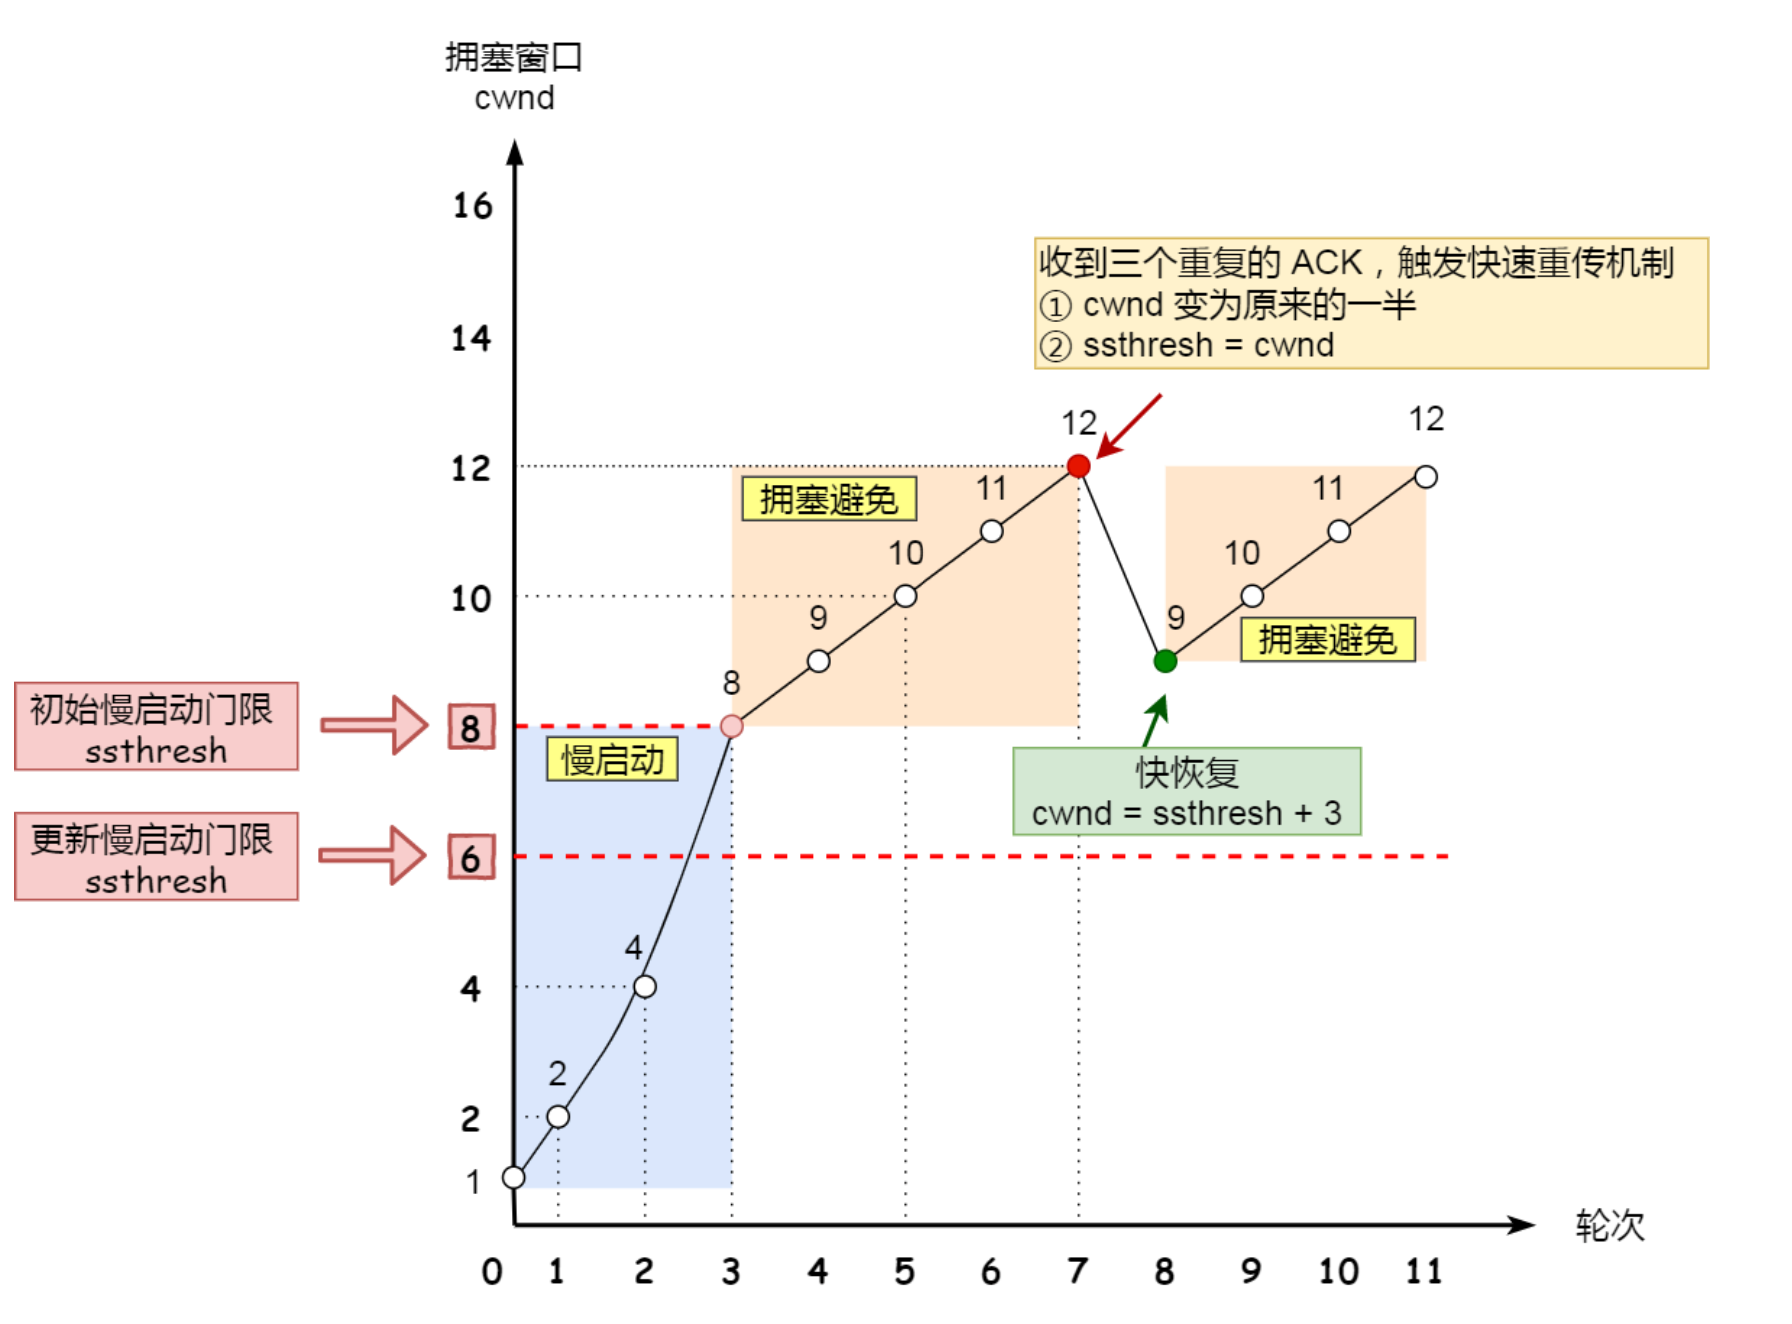 拥塞窗口
cwnd
16
收到三个重复的 ACK，触发快速重传机制
① cwnd 变为原来的一半
② ssthresh = cwnd
14
12
12
12
拥塞避免
11
11
10
10
10
9
9
拥塞避免
8
初始慢启动门限
ssthresh
8
慢启动
快恢复
cwnd = ssthresh + 3
更新慢启动门限
ssthresh
6
4
4
2
2
1
轮次
0 1 2 3 4 5 6 7 8 9 10 11